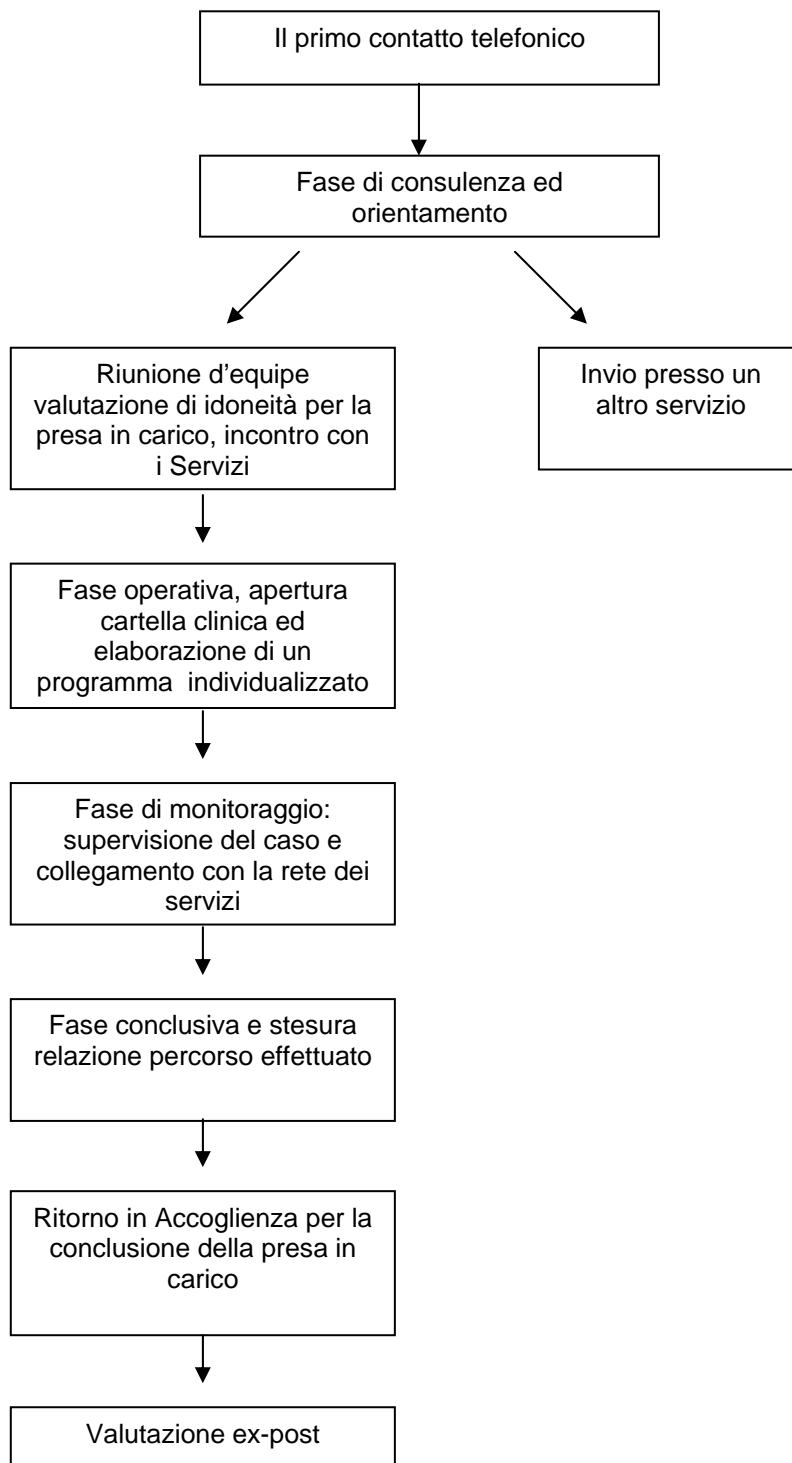 Il primo contatto telefonico
Fase di consulenza ed
orientamento
Riunione d'equipe
valutazione di idoneità per la
presa in carico, incontro con
i Servizi
Invio presso un
altro servizio
Fase operativa, apertura
cartella clinica ed
elaborazione di un
programma individualizzato
Fase di monitoraggio:
supervisione del caso e
collegamento con la rete dei
servizi
Fase conclusiva e stesura
relazione percorso effettuato
Ritorno in Accoglienza per la
conclusione della presa in
carico
Valutazione ex-post